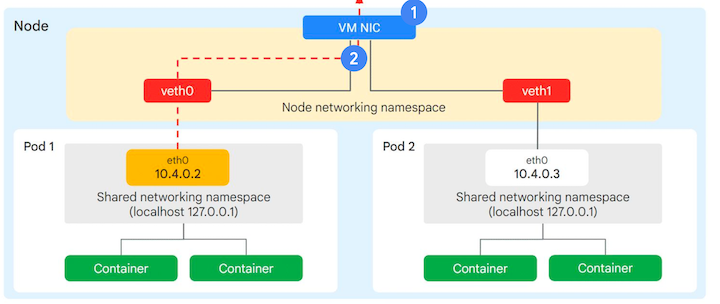 Node
1
VM NIC
2
veth0
veth1
Node networking namespace
Pod 1
eth0
10.4.0.2
Shared networking namespace
(localhost 127.0.0.1)
Container
Container
Pod 2
eth0
10.4.0.3
Shared networking namespace
(localhost 127.0.0.1)
Container
Container